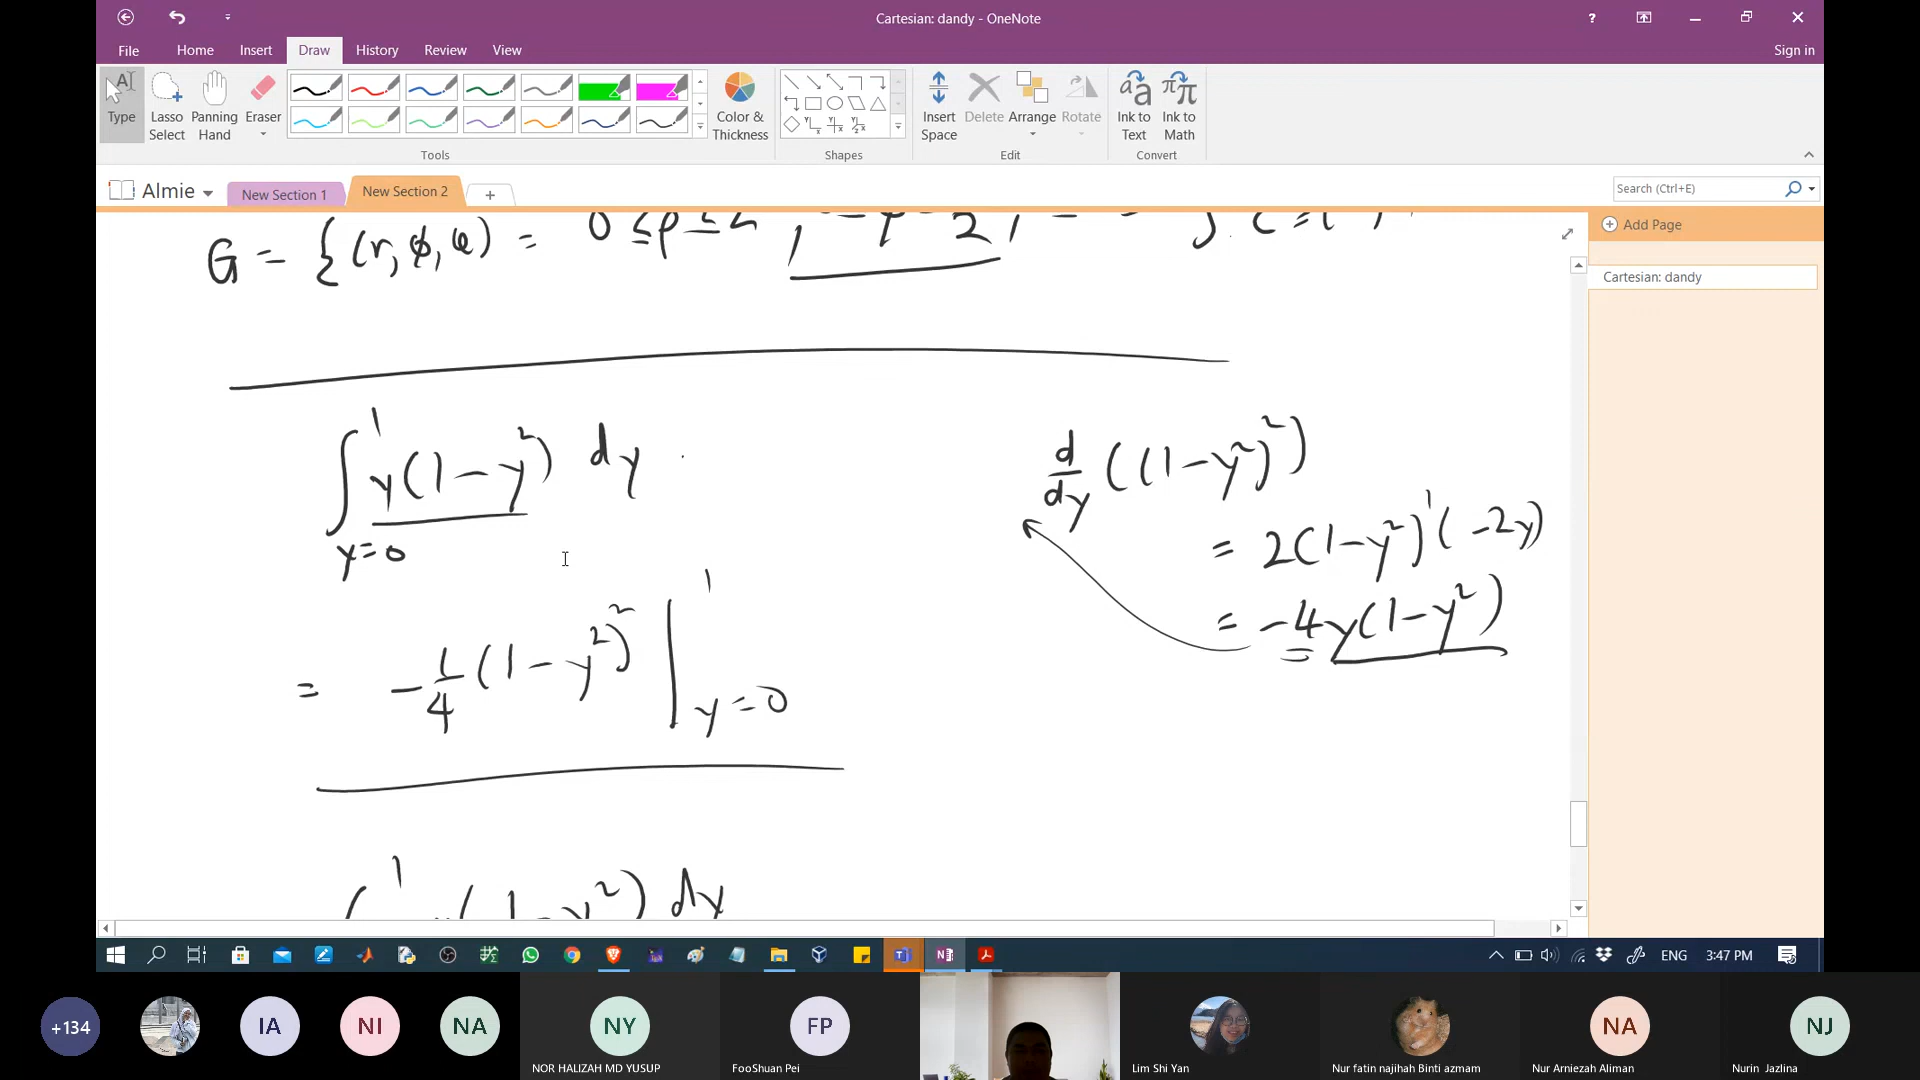 Cartesian: dandy - OneNote
?
File Home Insert Draw History Review View
Sign in
Type
Lasso Select
Panning Hand
Eraser
Color & Thickness
Insert Space
Delete
Arrange
Rotate
Ink to Text
Ink to Math
Tools
Shapes
Edit
Convert
Almie
New Section 1
New Section 2
+
Search (Ctrl+E)
Add Page
Cartesian: dandy
G = {(r, φ, θ) =
∫_{y=0}^{1} y(1-y²) dy
d/dy ((1-y²)²)
= 2(1-y²)¹(-2y)
= -4y(1-y²)
= -1/4 (1-y²)² |_{y=0}^{1}
ENG
3:47 PM
+134
IA
NI
NA
NY
NOR HALIZAH MD YUSUP
FP
FooShuan Pei
Lim Shi Yan
Nur fatin najihah Binti azmam
NA
Nur Arniezah Aliman
NJ
Nurin Jazlina